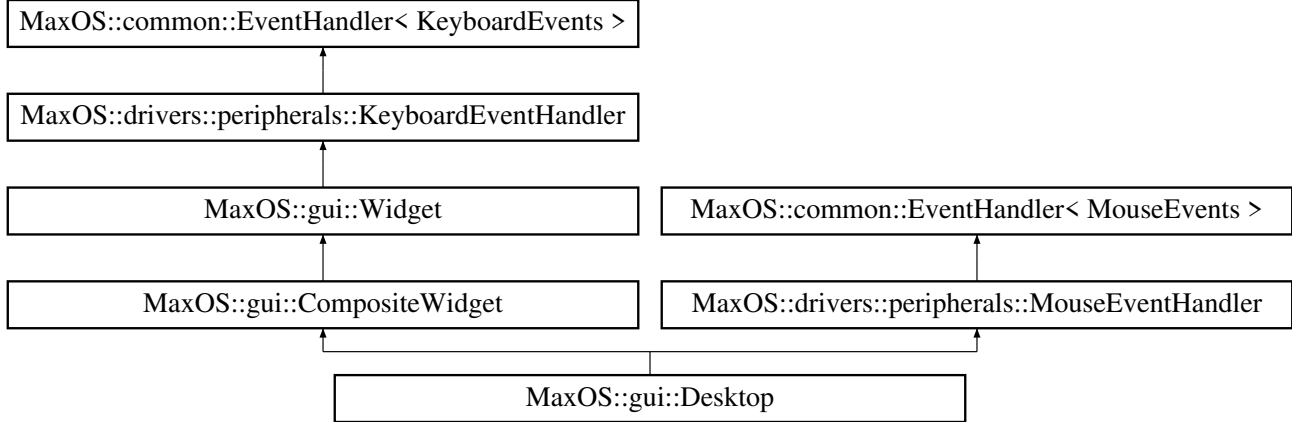 MaxOS::common::EventHandler< KeyboardEvents >
MaxOS::drivers::peripherals::KeyboardEventHandler
MaxOS::gui::Widget
MaxOS::common::EventHandler< MouseEvents >
MaxOS::gui::CompositeWidget
MaxOS::drivers::peripherals::MouseEventHandler
MaxOS::gui::Desktop